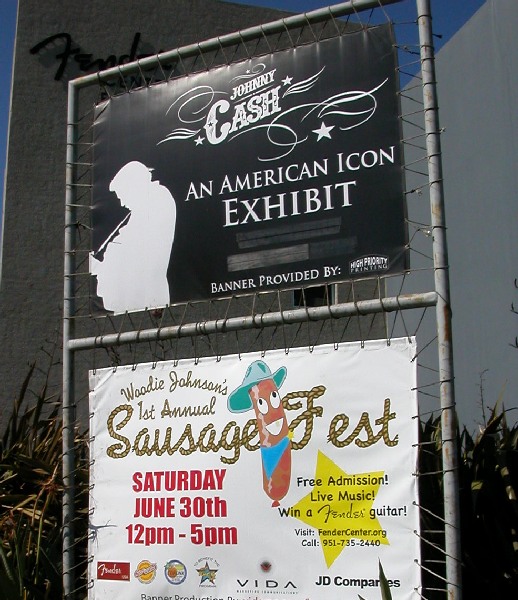 Fender
JOHNNY
CASH
AN AMERICAN ICON
EXHIBIT
BANNER PROVIDED BY: HIGH PRIORITY
PRINTING
Woodie Johnson's
1st Annual
Sausage Fest
SATURDAY
JUNE 30th
12pm - 5pm
Free Admission!
Live Music!
Win a Fender guitar!
Visit: FenderCenter.org
Call: 951-735-2440
Fender
VIDA
JD Companies
Banner Production